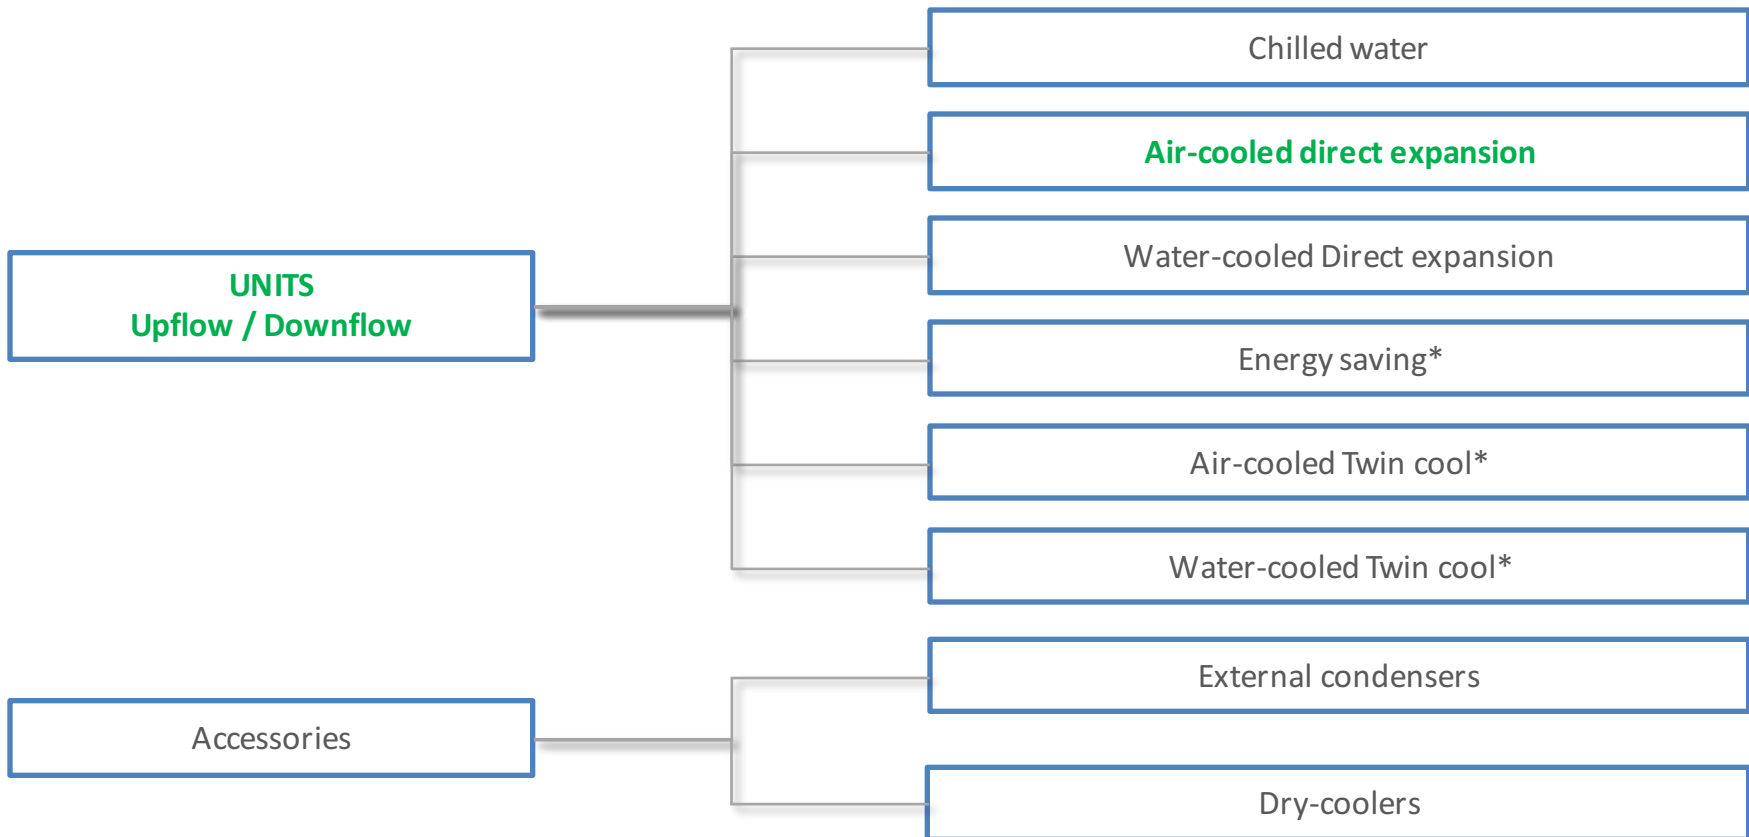 Chilled water
Air-cooled direct expansion
Water-cooled Direct expansion
UNITS
Upflow / Downflow
Energy saving*
Air-cooled Twin cool*
Water-cooled Twin cool*
External condensers
Accessories
Dry-coolers